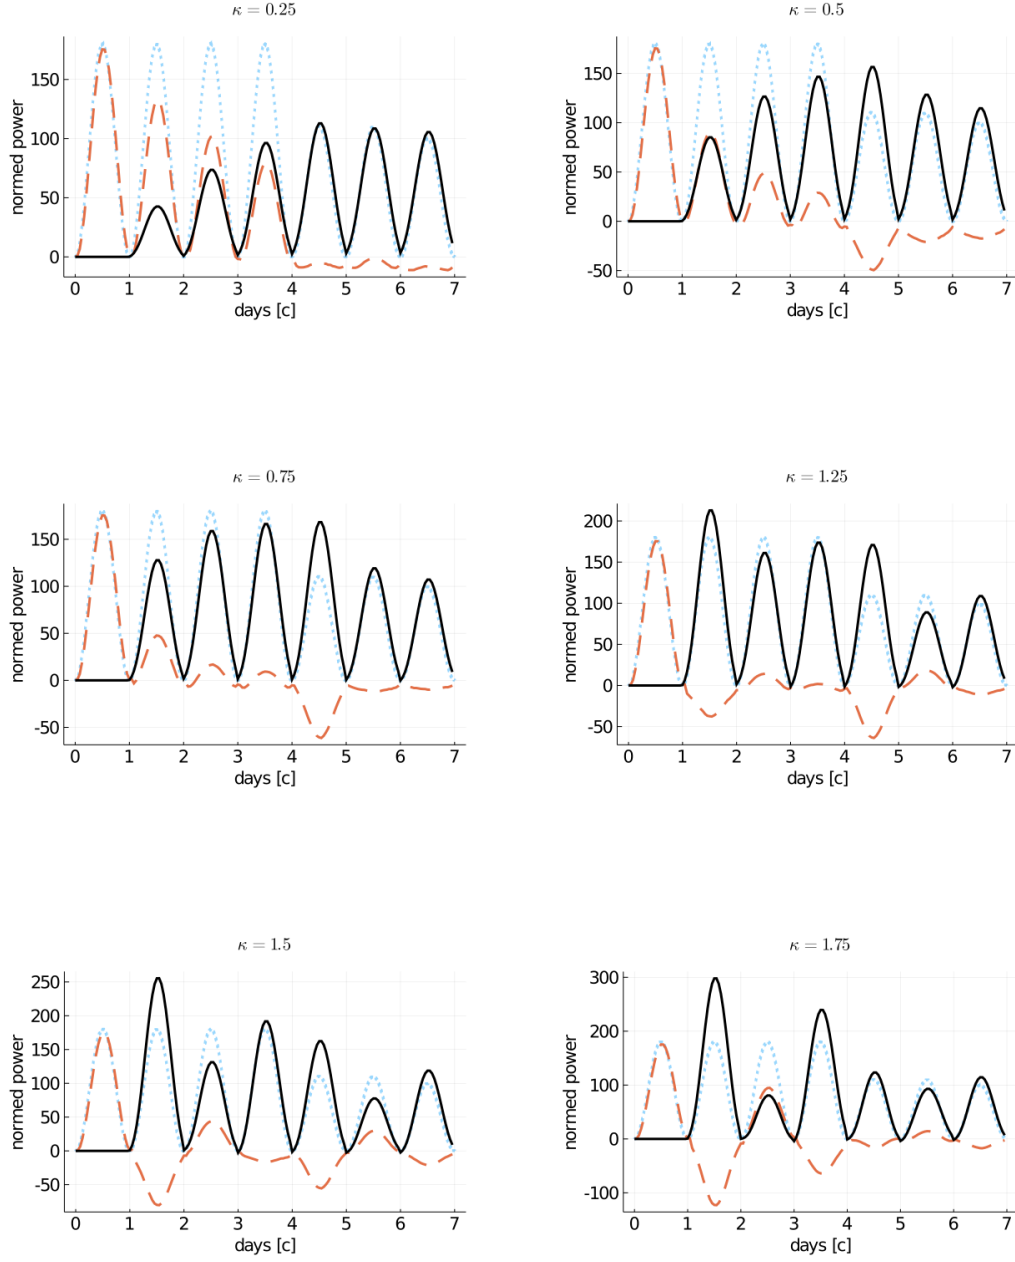 κ = 0.25
normed power
150
100
50
0
0 1 2 3 4 5 6 7
days [c]
κ = 0.5
normed power
150
100
50
0
-50
0 1 2 3 4 5 6 7
days [c]
κ = 0.75
normed power
150
100
50
0
-50
0 1 2 3 4 5 6 7
days [c]
κ = 1.25
normed power
200
150
100
50
0
-50
0 1 2 3 4 5 6 7
days [c]
κ = 1.5
normed power
250
200
150
100
50
0
-50
0 1 2 3 4 5 6 7
days [c]
κ = 1.75
normed power
300
200
100
0
-100
0 1 2 3 4 5 6 7
days [c]